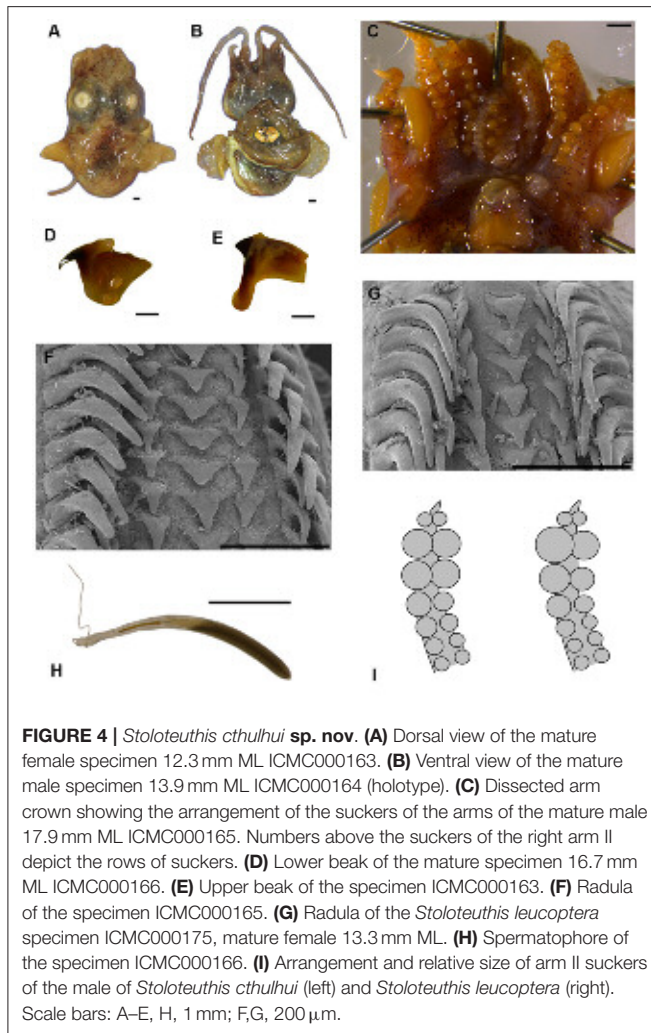 A
B
C
D
E
F
G
H
I
FIGURE 4 | Stoloteuthis cthulhui sp. nov. (A) Dorsal view of the mature
female specimen 12.3 mm ML ICMC000163. (B) Ventral view of the mature
male specimen 13.9 mm ML ICMC000164 (holotype). (C) Dissected arm
crown showing the arrangement of the suckers of the arms of the mature male
17.9 mm ML ICMC000165. Numbers above the suckers of the right arm II
depict the rows of suckers. (D) Lower beak of the mature specimen 16.7 mm
ML ICMC000166. (E) Upper beak of the specimen ICMC000163. (F) Radula
of the specimen ICMC000165. (G) Radula of the Stoloteuthis leucoptera
specimen ICMC000175, mature female 13.3 mm ML. (H) Spermatophore of
the specimen ICMC000166. (I) Arrangement and relative size of arm II suckers
of the male of Stoloteuthis cthulhui (left) and Stoloteuthis leucoptera (right).
Scale bars: A–E, H, 1 mm; F,G, 200 μm.